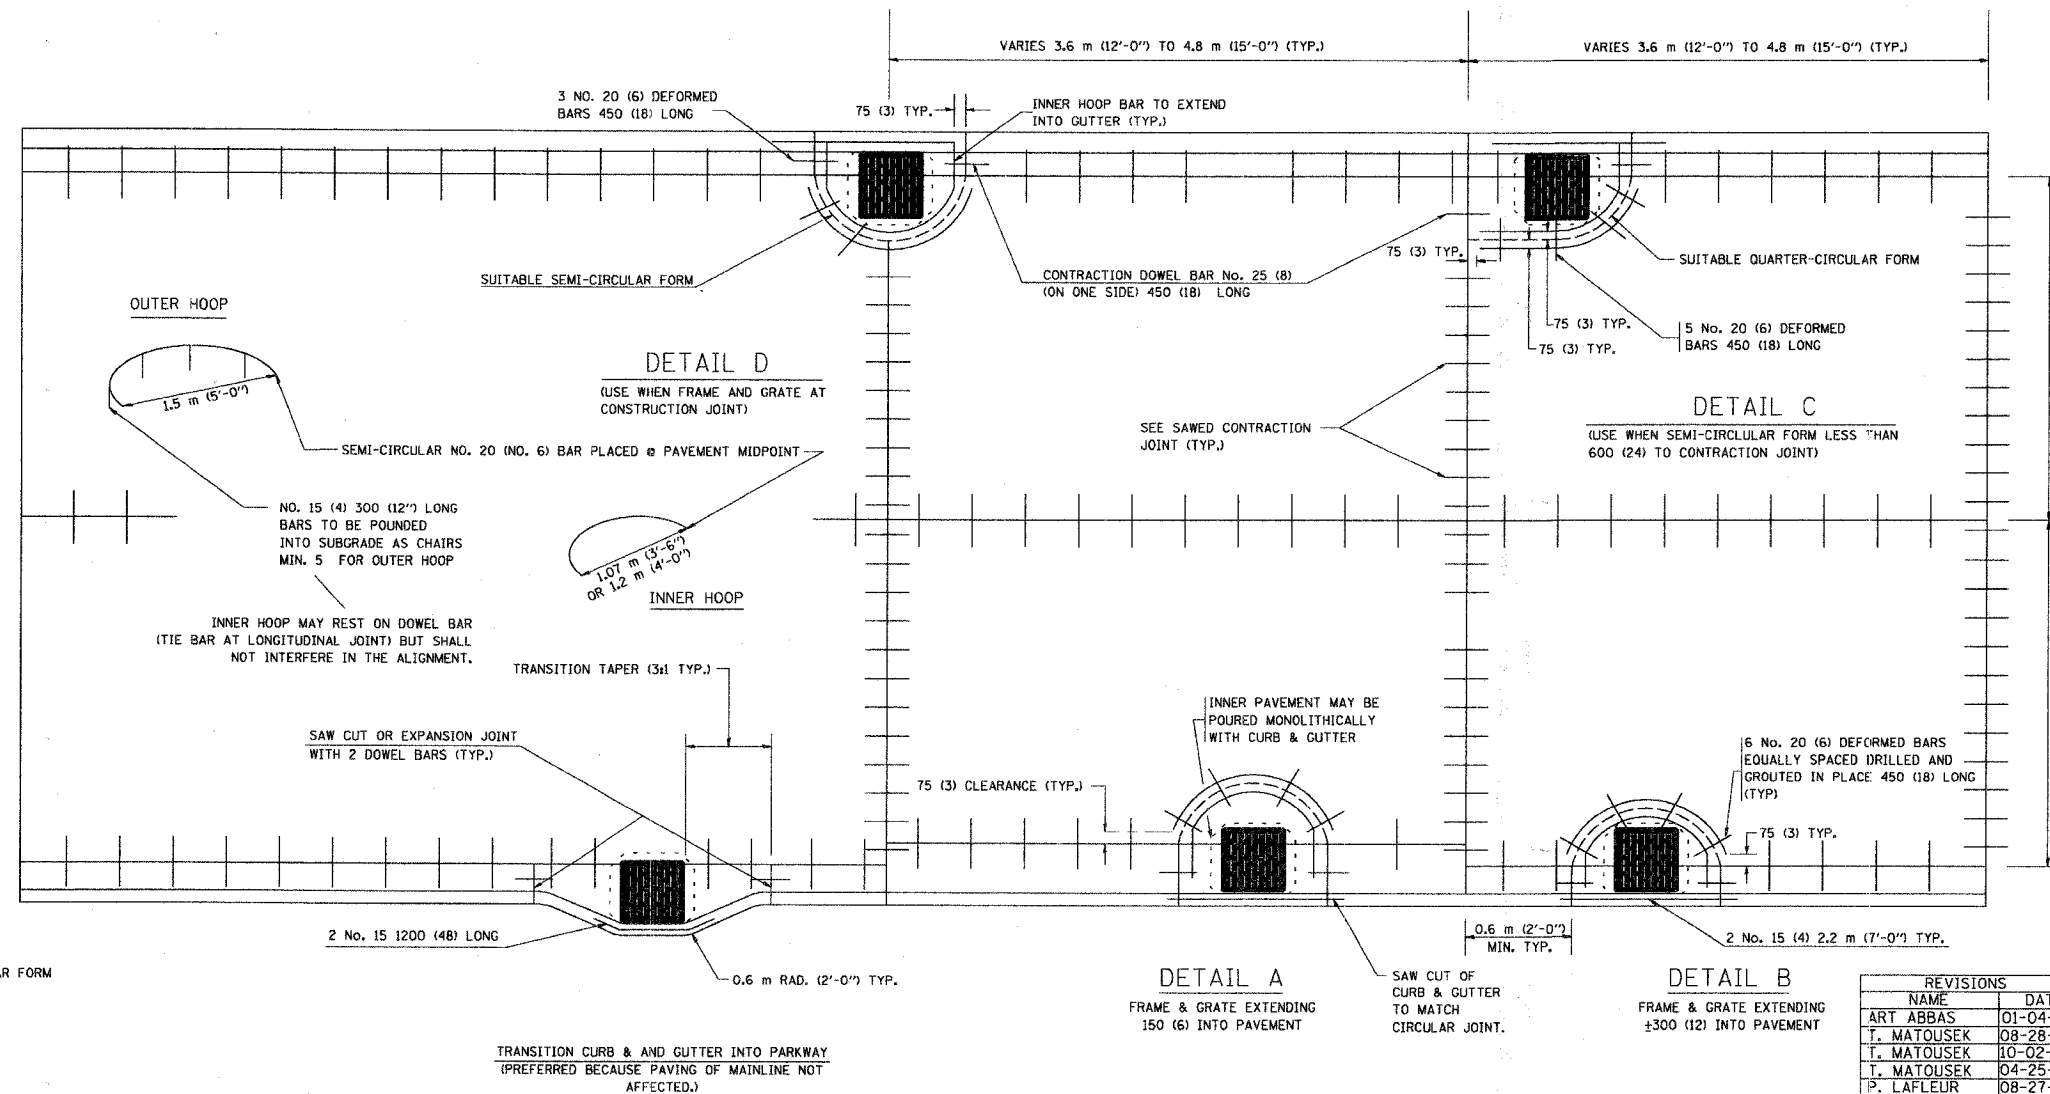 VARIES 3.6 m (12'-0") TO 4.8 m (15'-0") (TYP.)
VARIES 3.6 m (12'-0") TO 4.8 m (15'-0") (TYP.)
3 NO. 20 (6) DEFORMED
BARS 450 (18) LONG
75 (3) TYP.
INNER HOOP BAR TO EXTEND
INTO GUTTER (TYP.)
SUITABLE SEMI-CIRCULAR FORM
CONTRACTION DOWEL BAR No. 25 (8)
(ON ONE SIDE) 450 (18) LONG
75 (3) TYP.
SUITABLE QUARTER-CIRCULAR FORM
75 (3) TYP.
75 (3) TYP.
5 No. 20 (6) DEFORMED
BARS 450 (18) LONG
OUTER HOOP
1.5 m (5'-0")
DETAIL D
(USE WHEN FRAME AND GRATE AT
CONSTRUCTION JOINT)
SEMI-CIRCULAR NO. 20 (NO. 6) BAR PLACED @ PAVEMENT MIDPOINT
SEE SAWED CONTRACTION
JOINT (TYP.)
DETAIL C
(USE WHEN SEMI-CIRCLULAR FORM LESS THAN
600 (24) TO CONTRACTION JOINT)
NO. 15 (4) 300 (12") LONG
BARS TO BE POUNDED
INTO SUBGRADE AS CHAIRS
MIN. 5 FOR OUTER HOOP
1.07 m (3'-6")
OR 1.2 m (4'-0")
INNER HOOP
INNER HOOP MAY REST ON DOWEL BAR
(TIE BAR AT LONGITUDINAL JOINT) BUT SHALL
NOT INTERFERE IN THE ALIGNMENT.
TRANSITION TAPER (3:1 TYP.)
SAW CUT OR EXPANSION JOINT
WITH 2 DOWEL BARS (TYP.)
INNER PAVEMENT MAY BE
POURED MONOLITHICALLY
WITH CURB & GUTTER
75 (3) CLEARANCE (TYP.)
6 No. 20 (6) DEFORMED BARS
EQUALLY SPACED DRILLED AND
GROUTED IN PLACE 450 (18) LONG
(TYP)
75 (3) TYP.
2 No. 15 1200 (48) LONG
0.6 m RAD. (2'-0") TYP.
0.6 m (2'-0")
MIN. TYP.
2 No. 15 (4) 2.2 m (7'-0") TYP.
AR FORM
DETAIL A
FRAME & GRATE EXTENDING
150 (6) INTO PAVEMENT
SAW CUT OF
CURB & GUTTER
TO MATCH
CIRCULAR JOINT.
DETAIL B
FRAME & GRATE EXTENDING
±300 (12) INTO PAVEMENT
TRANSITION CURB & AND GUTTER INTO PARKWAY
(PREFERRED BECAUSE PAVING OF MAINLINE NOT
AFFECTED.)
REVISIONS
NAME DAT
ART ABBAS 01-04-
T. MATOUSEK 08-28-
T. MATOUSEK 10-02-
T. MATOUSEK 04-25-
P. LAFLEUR 08-27-